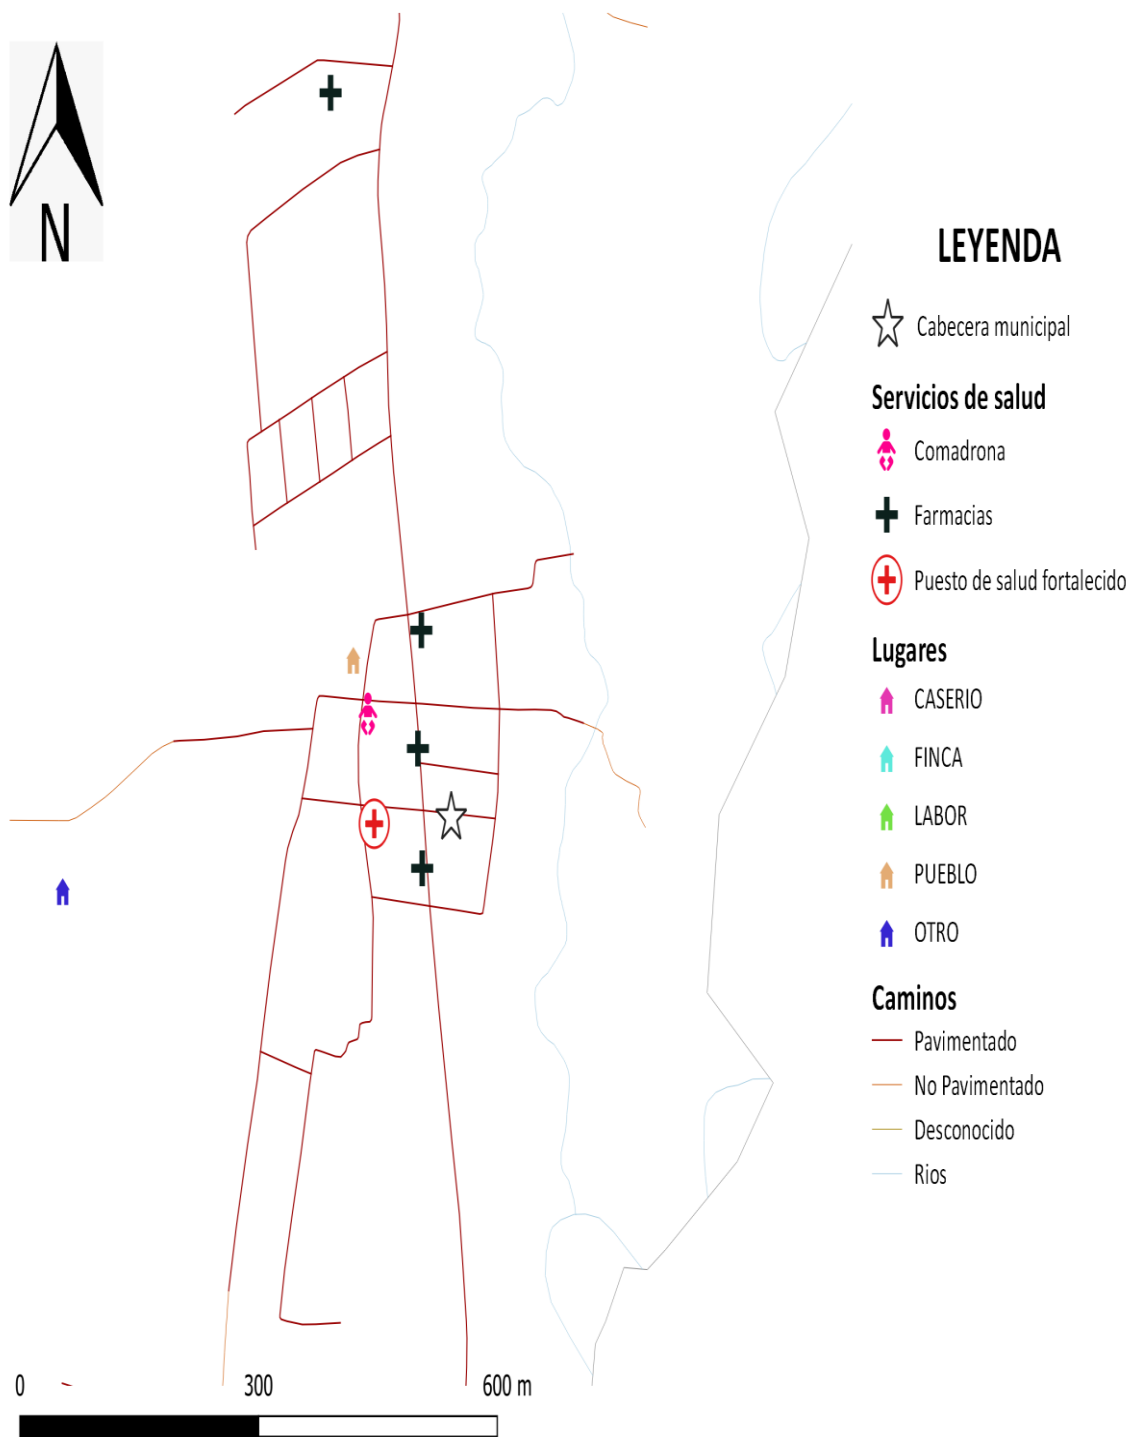 N
LEYENDA
Cabecera municipal
Servicios de salud
Comadrona
Farmacias
Puesto de salud fortalecido
Lugares
CASERIO
FINCA
LABOR
PUEBLO
OTRO
Caminos
Pavimentado
No Pavimentado
Desconocido
Rios
0 300 600 m